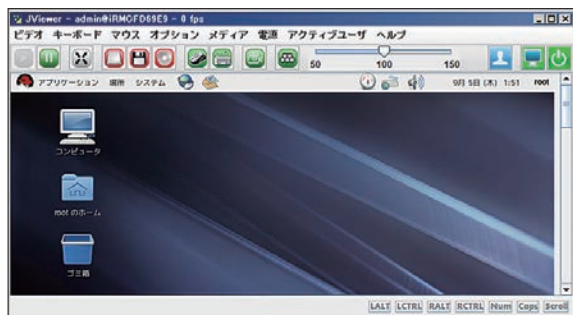 JViewer - admin@iRMCFD69E9 - 0 fps
ビデオ キーボード マウス オプション メディア 電源 アクティブユーザ ヘルプ
50 100 150
アプリケーション 場所 システム 9月 5日 (木) 1:51 root
コンピュータ
root のホーム
ゴミ箱
LALT LCTRL RALT RCTRL Num Caps Scroll